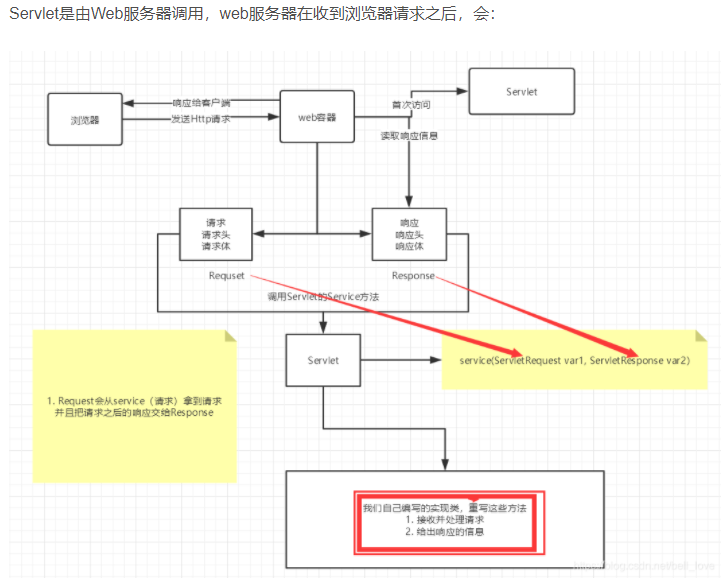 Servlet是由Web服务器调用，web服务器在收到浏览器请求之后，会：
浏览器
响应给客户端
发送Http请求
web容器
首次访问
Servlet
读取响应信息
请求
请求头
请求体
响应
响应头
响应体
Requset
Response
调用Servlet的Service方法
Servlet
service(ServletRequest var1, ServletResponse var2)
1. Request会从service（请求）拿到请求
并且把请求之后的响应交给Response
我们自己编写的实现类，重写这些方法
1. 接收并处理请求
2. 给出响应的信息